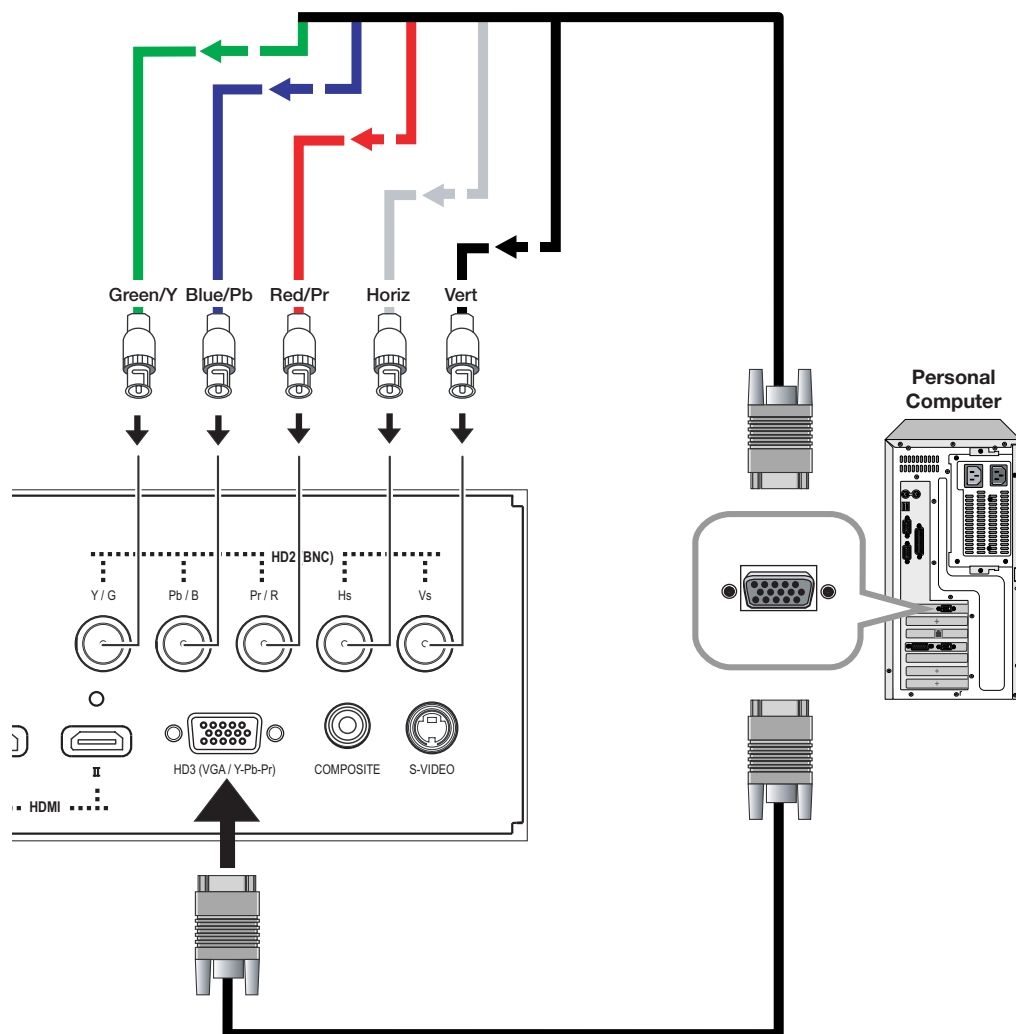 Green/Y Blue/Pb Red/Pr Horiz Vert
Personal
Computer
HD2 (BNC)
Y / G Pb / B Pr / R Hs Vs
HD3 (VGA / Y-Pb-Pr) COMPOSITE S-VIDEO
II
HDMI